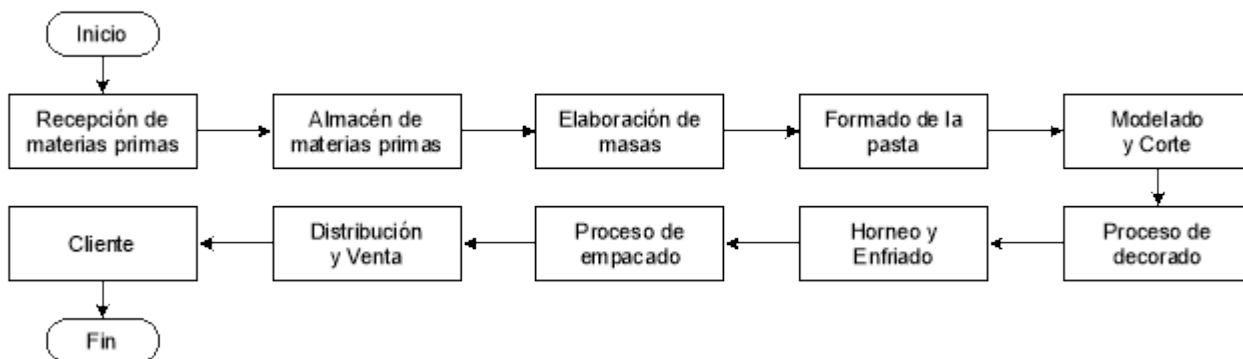 Inicio
Recepción de
materias primas
Almacén de
materias primas
Elaboración de
masas
Formado de la
pasta
Modelado
y Corte
Proceso de
decorado
Horneo y
Enfriado
Proceso de
empacado
Distribución
y Venta
Cliente
Fin